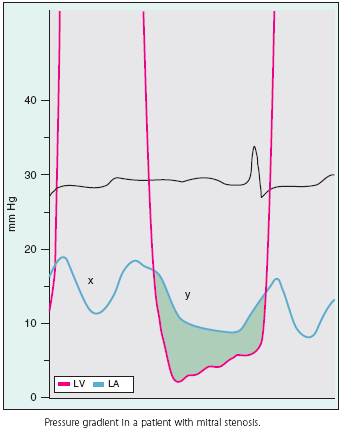 40
30
mm Hg
20
x
y
10
LV LA
0
Pressure gradient in a patient with mitral stenosis.